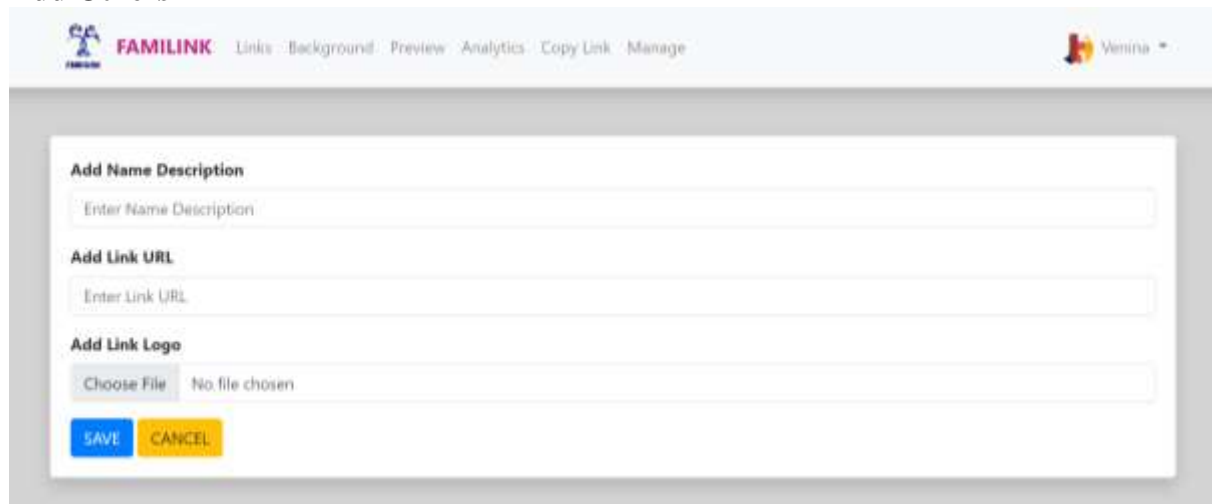 FAMILINK Links Background Preview Analytics Copy Link Manage Venina
Add Name Description
Enter Name Description
Add Link URL
Enter Link URL
Add Link Logo
Choose File No file chosen
SAVE CANCEL